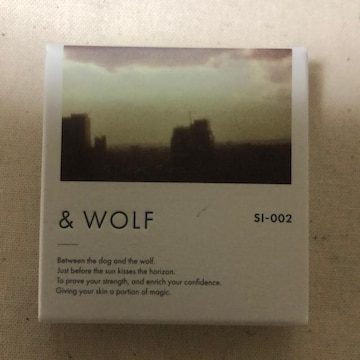 & WOLF
SI-002
Between the dog and the wolf.
Just before the sun kisses the horizon.
To prove your strength, and enrich your confidence.
Giving your skin a portion of magic.